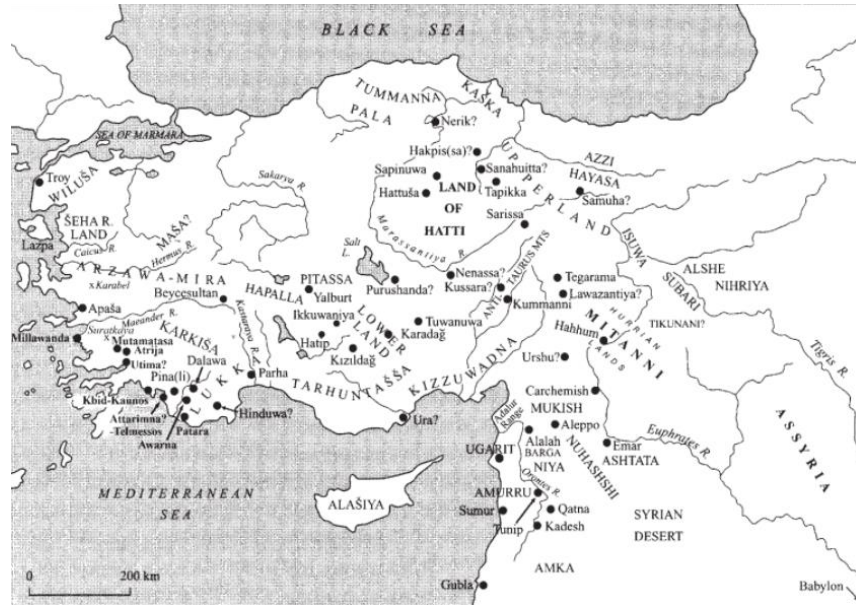 BLACK SEA
TUMMANNA
PALA
KAŠKA
Nerik?
SEA OF MARMARA
Hakpis(sa)?
AZZI
Troy
WILUŠA
Sakarya R.
Sapinuwa
Sanahuitta?
HAYASA
Hattuša
LAND
OF
HATTI
Tapikka
UPPERLAND
Samuha?
ŠEHA R.
LAND
MAŠA?
Sarissa
Lazpa
Caicus R.
Hermus R.
Marassantiya R.
ISUWA
Salt
L.
ALSHE
ARZAWA-MIRA
Karabel
PITASSA
Nenassa?
TAURUS MTS
ANTI-
Tegarama
SUBARI
NIHRIYA
Beycesultan
HAPALLA
Yalburt
Purushanda?
Kussara?
Lawazantiya?
Apaša
Maeander R.
Kummanni
HURRIAN
LANDS
TIKUNANI?
Suratkaya
KARKIŠA
Kastaraya R.
Ikkuwaniya
LOWER
LAND
Tuwanuwa
MITANNI
Millawanda
Mutamatasa
Hatip
Karadağ
Hahhum
Tigris R.
Atrija
Dalawa
Kızıldağ
Utima?
Parha
Urshu?
Pina(li)
LUKK
TARHUNTAŠŠA
KIZZUWADNA
Kbid-Kaunos
Hinduwa?
Carchemish
ASSYRIA
Attarimna?
-Telmessos
Patara
Ura?
Adalur
Range
MUKISH
Awarna
Aleppo
Euphrates R.
Alalah
Emar
UGARIT
BARGA
ASHTATA
NIYA
NUHASHSHI
MEDITERRANEAN
SEA
ALAŠIYA
Orontes R.
AMURRU
Sumur
Qatna
SYRIAN
DESERT
Tunip
Kadesh
AMKA
0
200 km
Gubla
Babylon